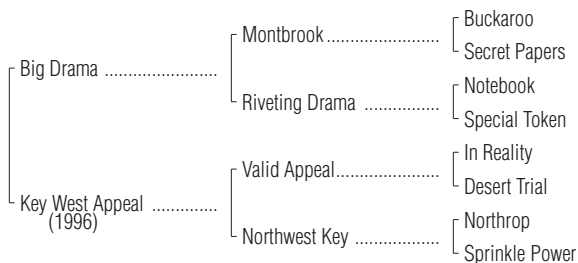 Buckaroo
Montbrook ......................
Secret Papers
Big Drama ......................
Notebook
Riveting Drama ...............
Special Token
In Reality
Valid Appeal.....................
Desert Trial
Key West Appeal .............
(1996)
Northrop
Northwest Key .................
Sprinkle Power